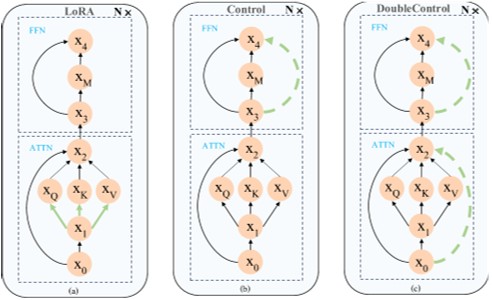 LoRA N×
FFN
X4
XM
X3
ATTN
X2
XQ XK XV
X1
X0
(a)
Control N×
FFN
X4
XM
X3
ATTN
X2
XQ XK XV
X1
X0
(b)
DoubleControl N×
FFN
X4
XM
X3
ATTN
X2
XQ XK XV
X1
X0
(c)